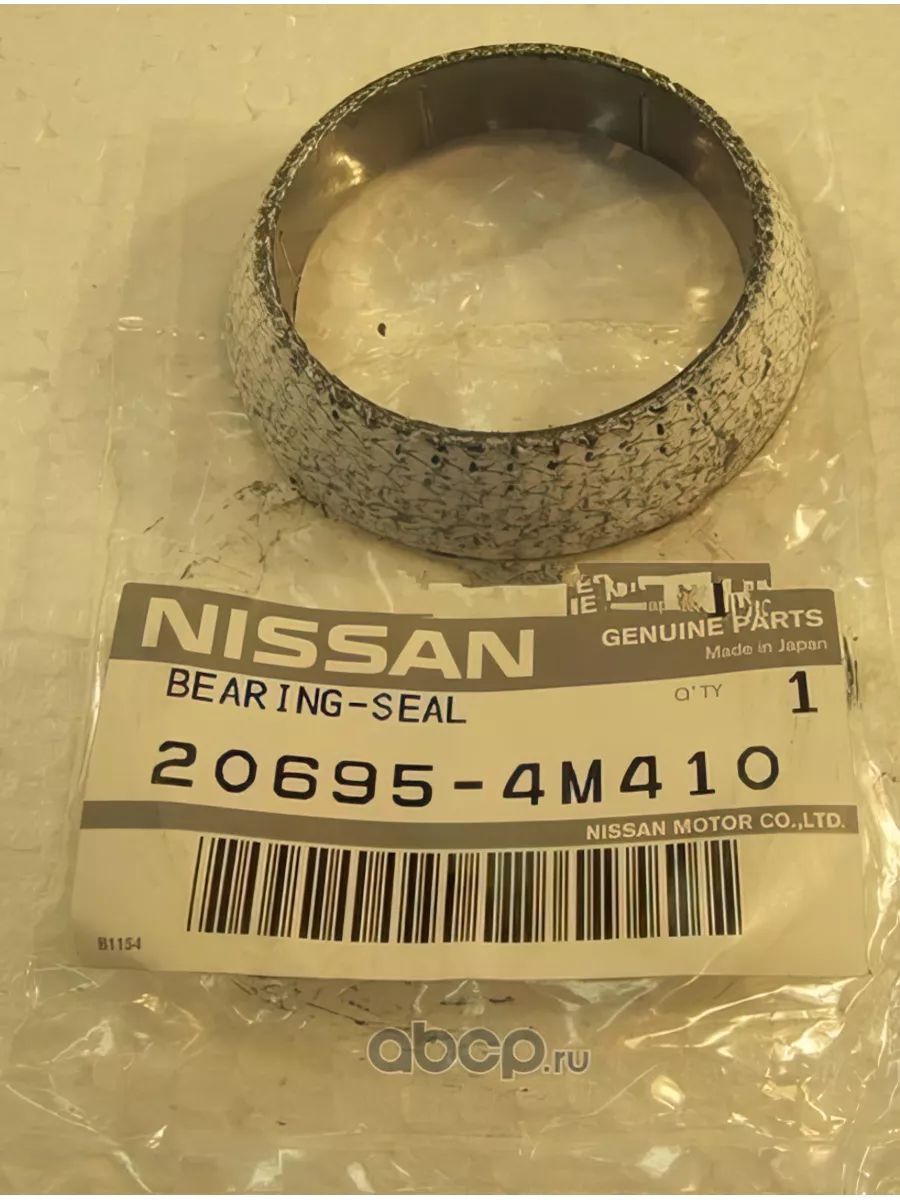 NISSAN
GENUINE PARTS
Made in Japan
BEARING-SEAL
Q'TY 1
20695-4M410
NISSAN MOTOR CO.,LTD.
B1154
abcp.ru